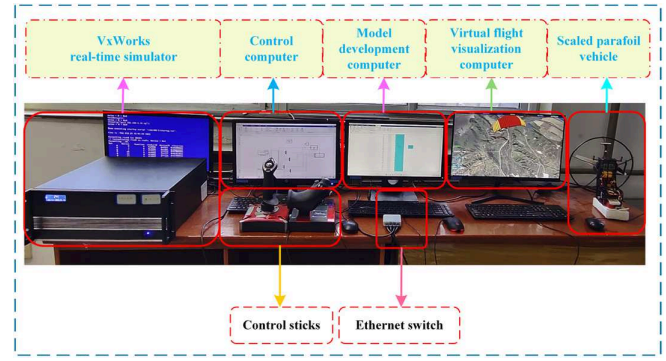 VxWorks
real-time simulator
Control
computer
Model
development
computer
Virtual flight
visualization
computer
Scaled parafoil
vehicle
Control sticks
Ethernet switch